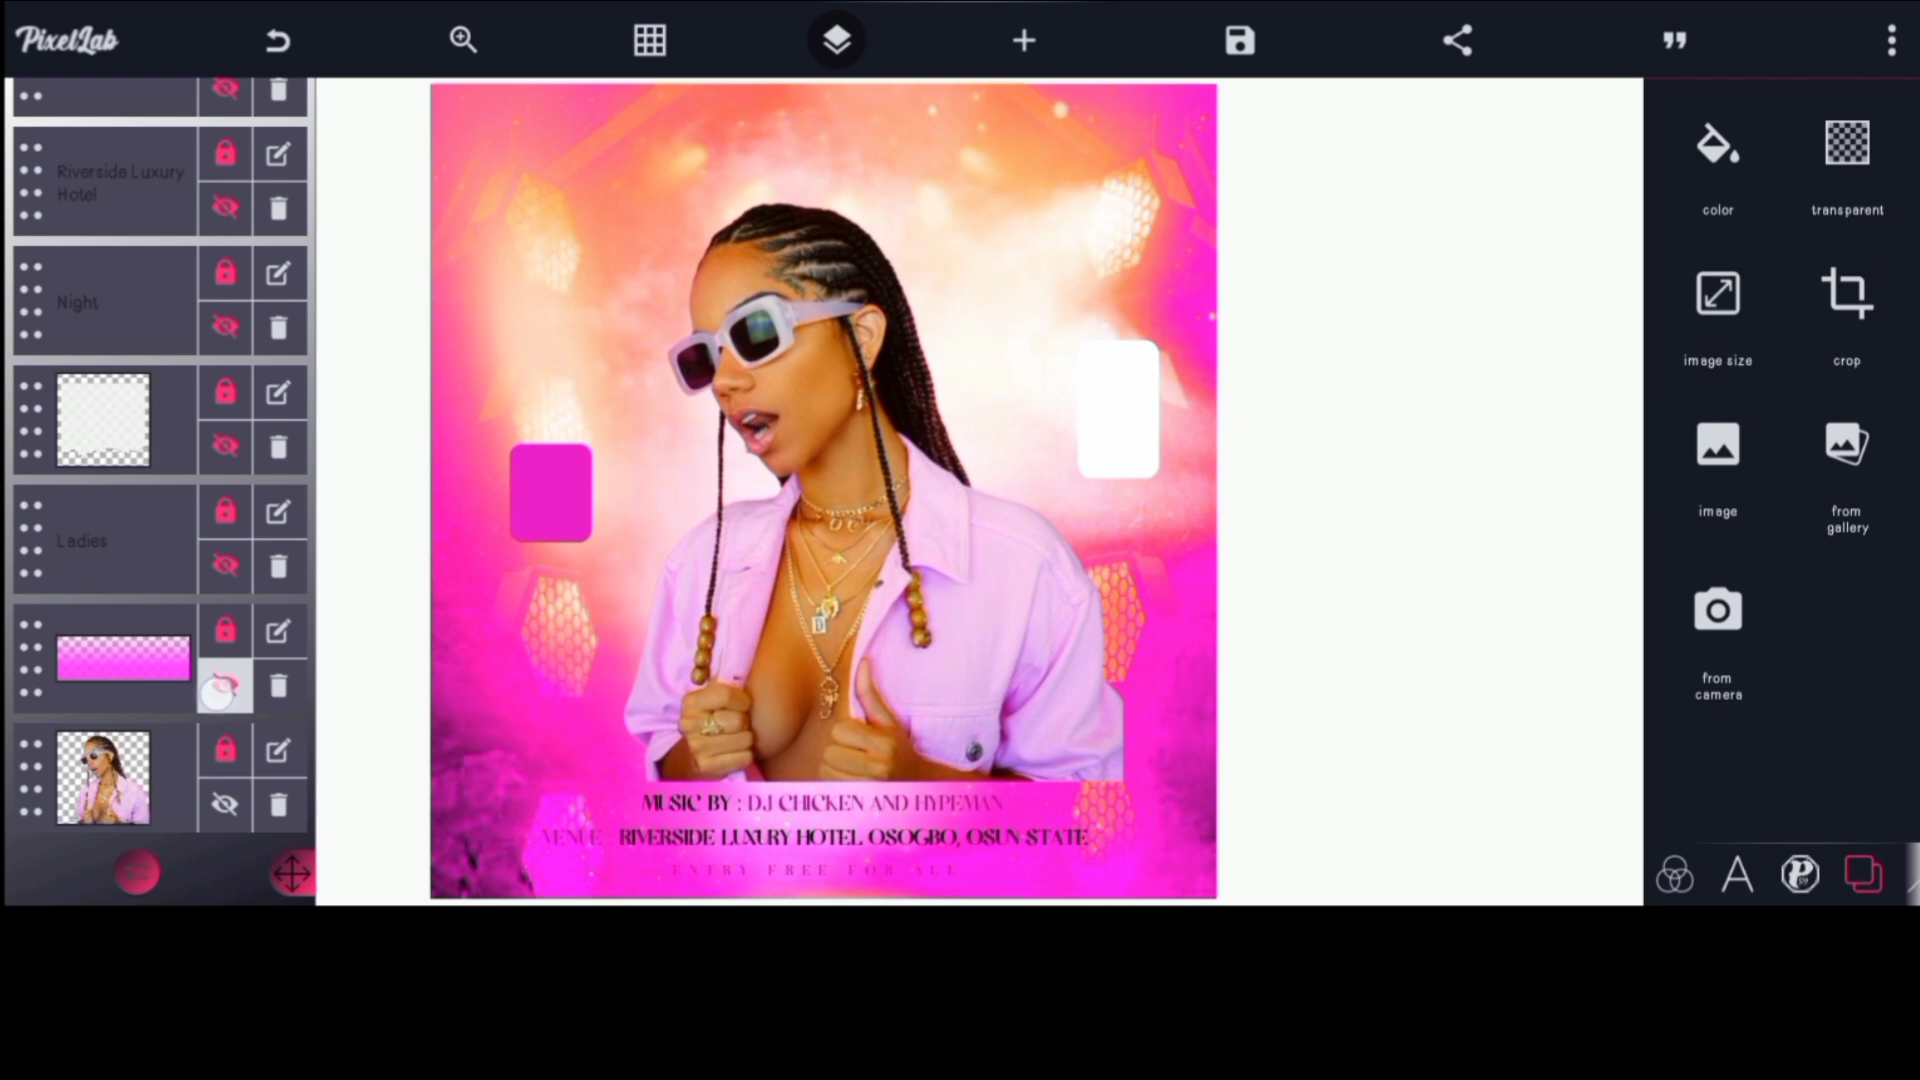 PixelLab
Riverside Luxury
Hotel
Night
Ladies
color
transparent
image size
crop
image
from
gallery
from
camera
MUSIC BY : DJ CHICKEN AND HYPEMAN
VENUE : RIVERSIDE LUXURY HOTEL OSOGBO, OSUN STATE
ENTRY FREE FOR ALL